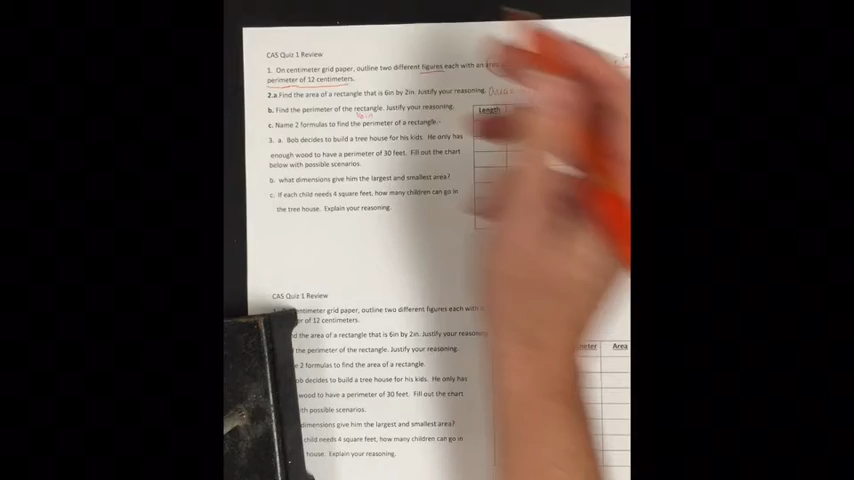 CAS Quiz 1 Review
1. On centimeter grid paper, outline two different figures each with an area
perimeter of 12 centimeters.
2.a.Find the area of a rectangle that is 6in by 2in. Justify your reasoning.
b. Find the perimeter of the rectangle. Justify your reasoning.
c. Name 2 formulas to find the perimeter of a rectangle.
Length
3. a. Bob decides to build a tree house for his kids. He only has
enough wood to have a perimeter of 30 feet. Fill out the chart
below with possible scenarios.
b. what dimensions give him the largest and smallest area?
c. If each child needs 4 square feet, how many children can go in
the tree house. Explain your reasoning.
CAS Quiz 1 Review
centimeter grid paper, outline two different figures each with
of 12 centimeters.
the area of a rectangle that is 6in by 2in. Justify your reasoning
the perimeter of the rectangle. Justify your reasoning.
2 formulas to find the area of a rectangle.
Area
decides to build a tree house for his kids. He only has
wood to have a perimeter of 30 feet. Fill out the chart
possible scenarios.
dimensions give him the largest and smallest area?
child needs 4 square feet, how many children can go in
house. Explain your reasoning.